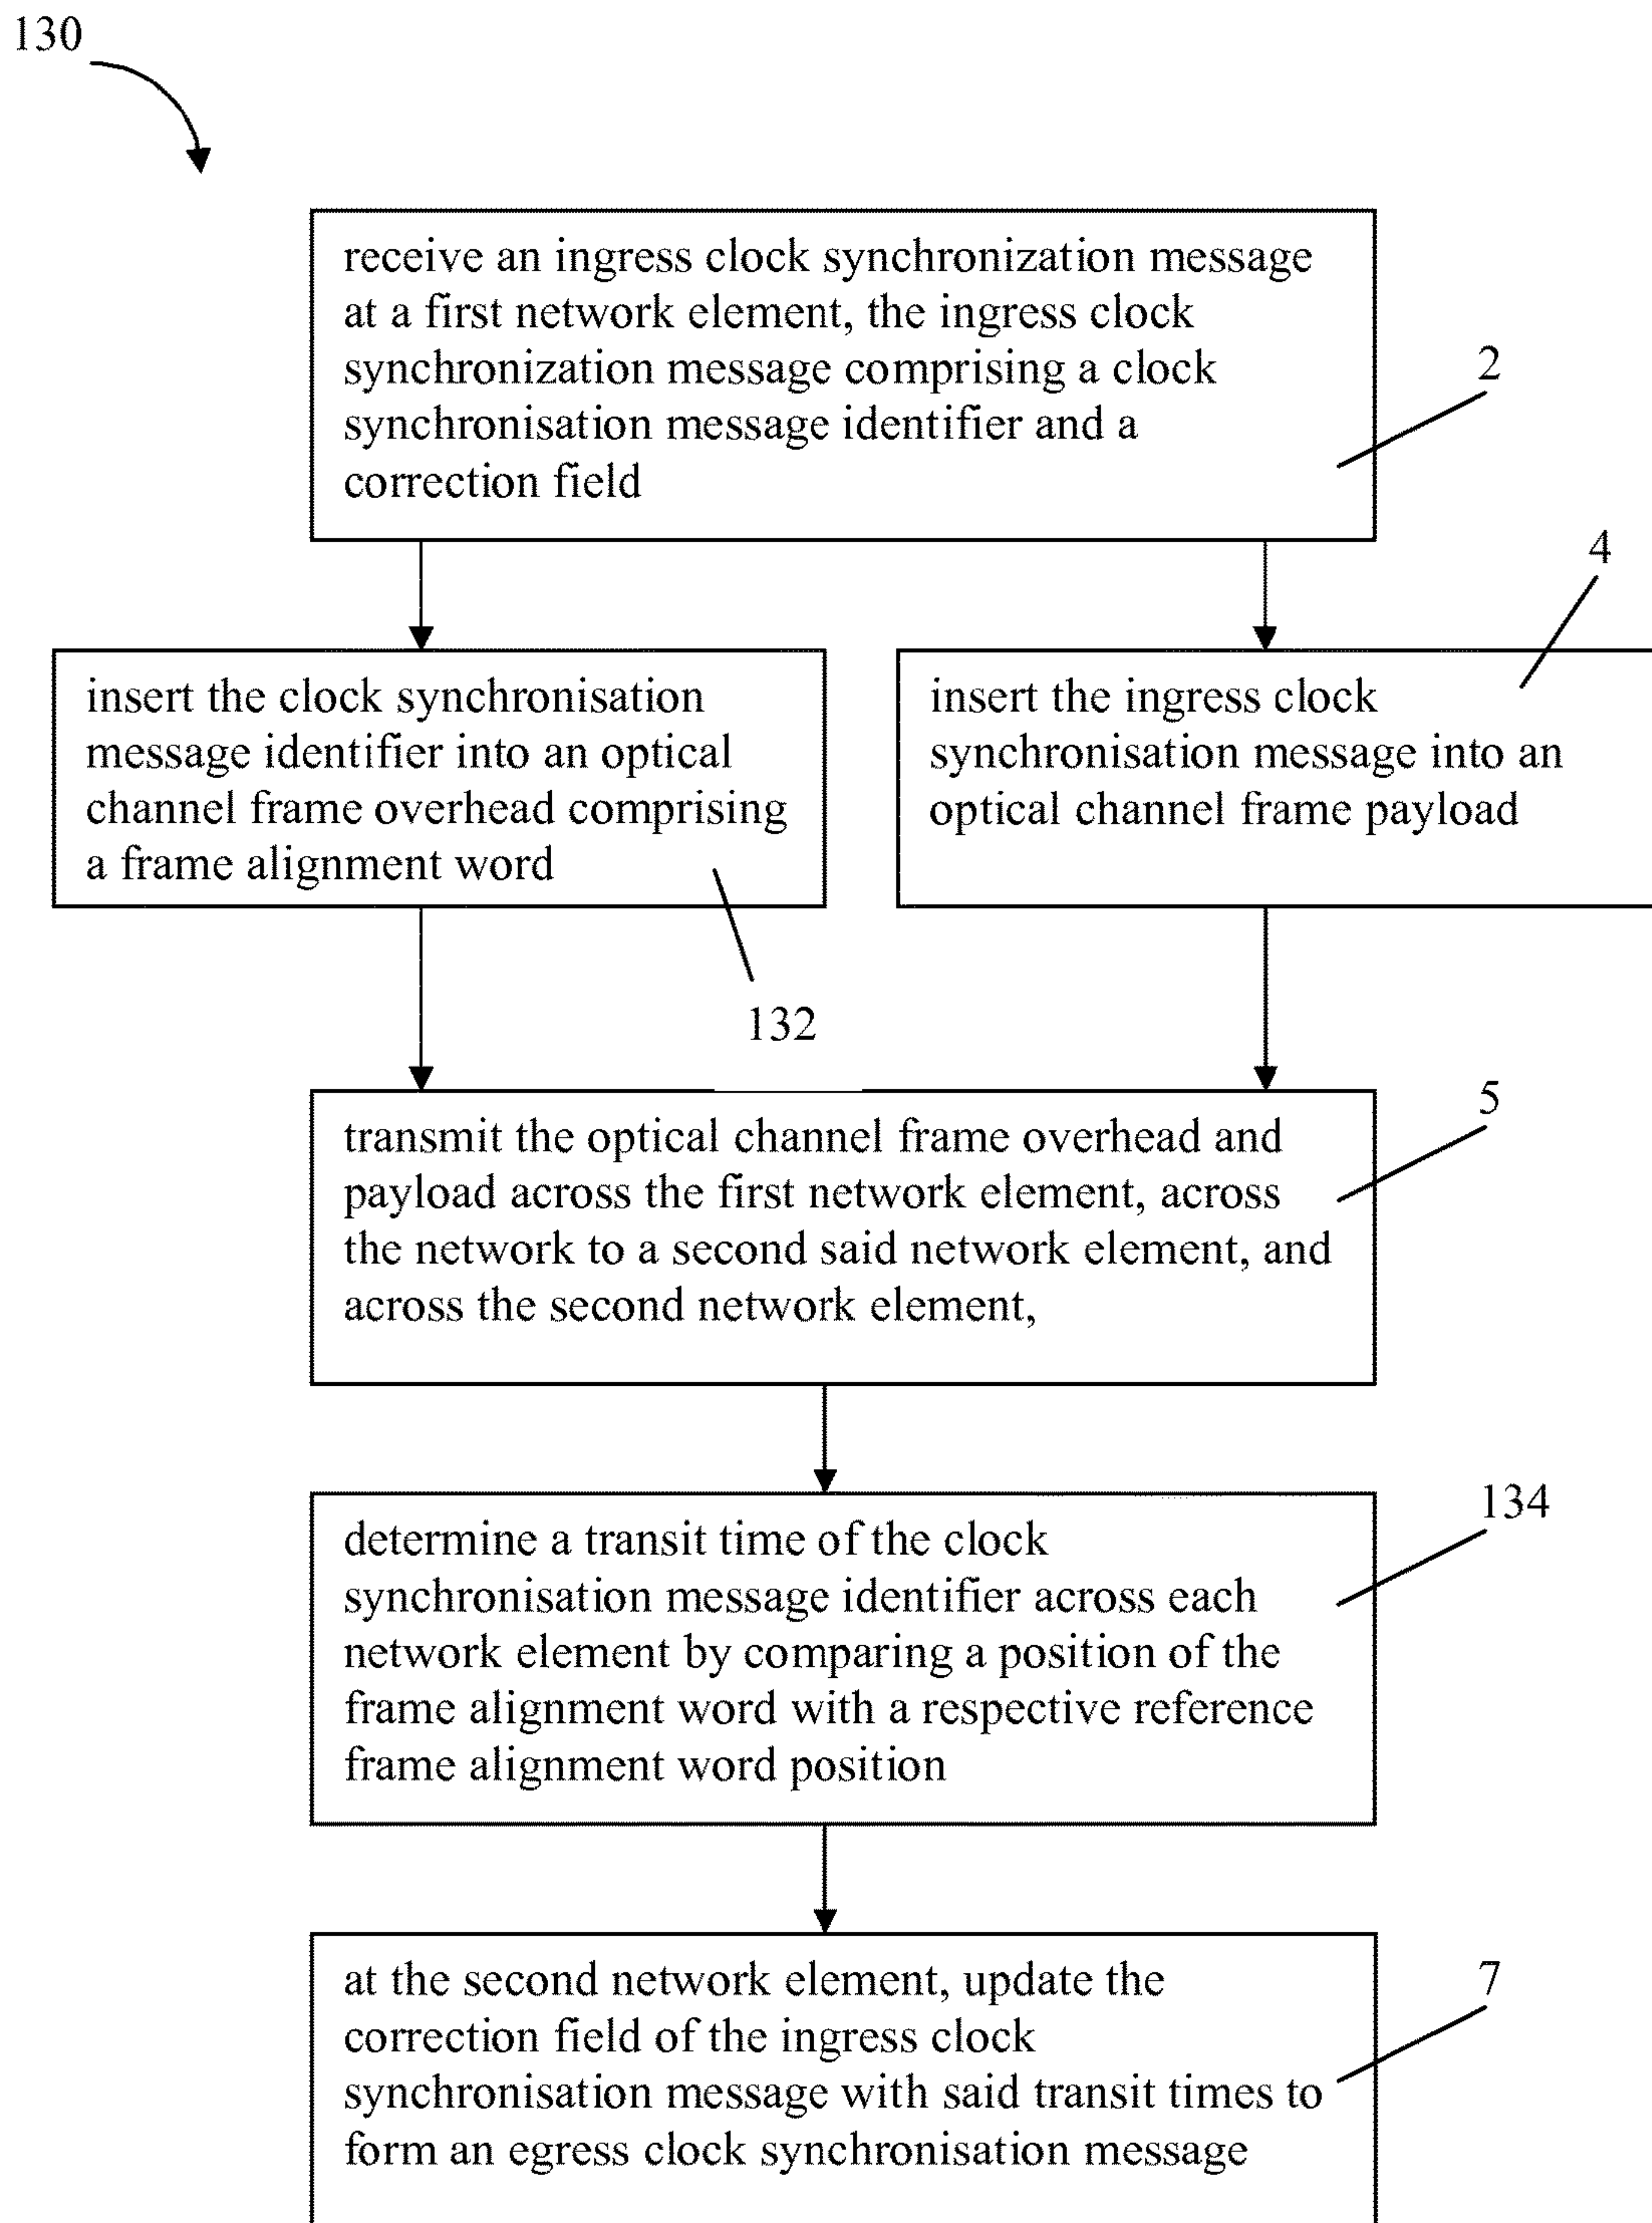 130
receive an ingress clock synchronization message
at a first network element, the ingress clock
synchronization message comprising a clock
synchronisation message identifier and a
correction field
2
4
insert the clock synchronisation
message identifier into an optical
channel frame overhead comprising
a frame alignment word
132
insert the ingress clock
synchronisation message into an
optical channel frame payload
5
transmit the optical channel frame overhead and
payload across the first network element, across
the network to a second said network element, and
across the second network element,
134
determine a transit time of the clock
synchronisation message identifier across each
network element by comparing a position of the
frame alignment word with a respective reference
frame alignment word position
7
at the second network element, update the
correction field of the ingress clock
synchronisation message with said transit times to
form an egress clock synchronisation message